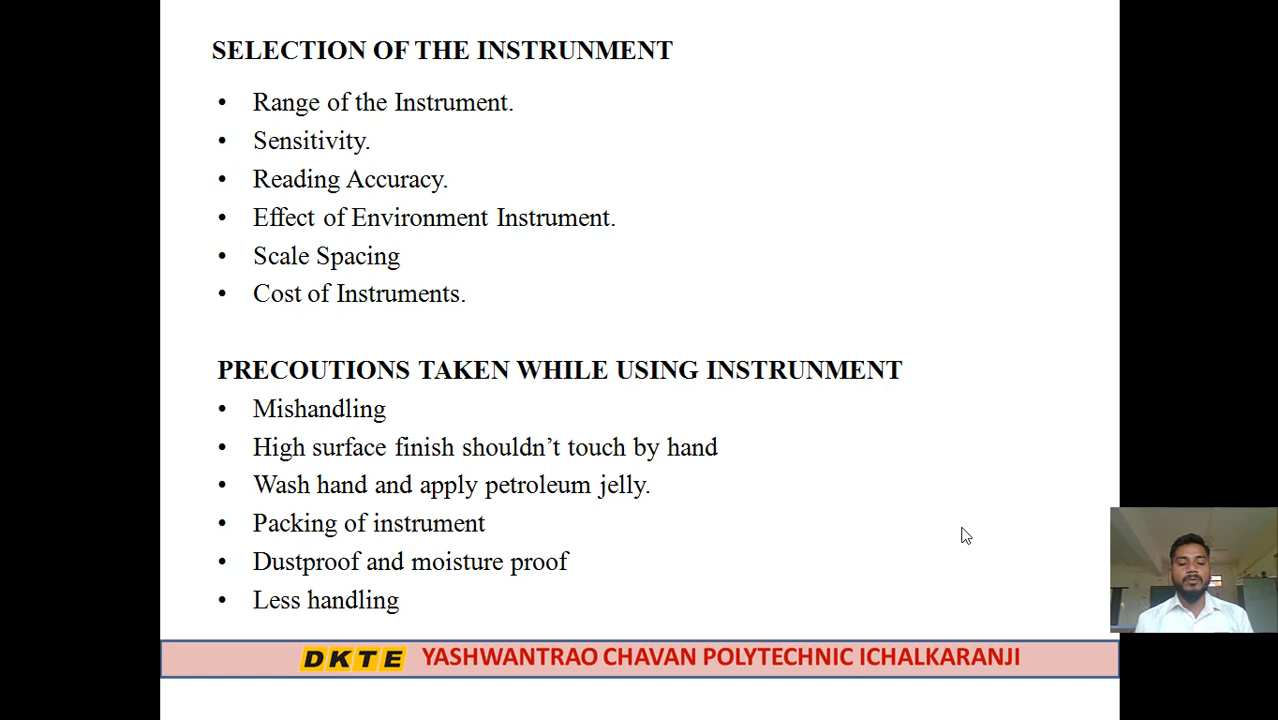 SELECTION OF THE INSTRUNMENT
• Range of the Instrument.
• Sensitivity.
• Reading Accuracy.
• Effect of Environment Instrument.
• Scale Spacing
• Cost of Instruments.
PRECOUTIONS TAKEN WHILE USING INSTRUNMENT
• Mishandling
• High surface finish shouldn’t touch by hand
• Wash hand and apply petroleum jelly.
• Packing of instrument
• Dustproof and moisture proof
• Less handling
DKTE YASHWANTRAO CHAVAN POLYTECHNIC ICHALKARANJI